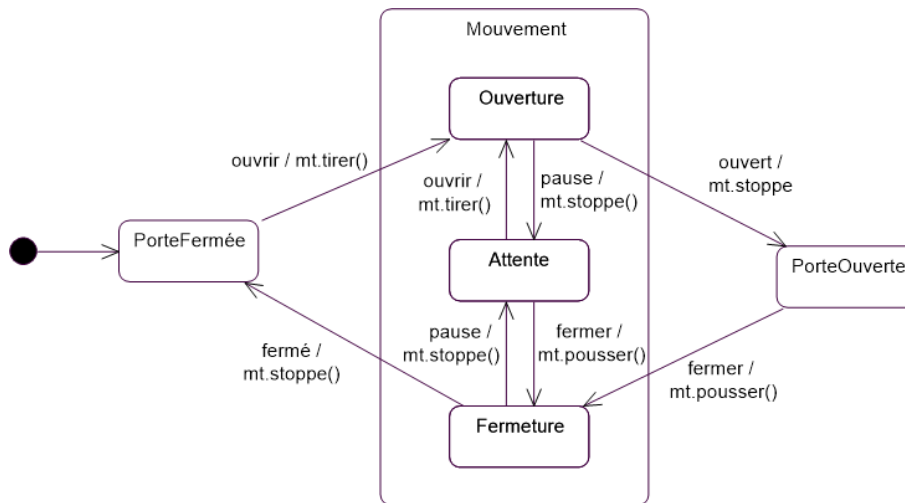 Mouvement
Ouverture
ouvrir / mt.tirer()
ouvrir /
mt.tirer()
pause /
mt.stoppe()
ouvert /
mt.stoppe
PorteFermée
Attente
PorteOuverte
fermé /
mt.stoppe()
pause /
mt.stoppe()
fermer /
mt.pousser()
fermer /
mt.pousser()
Fermeture